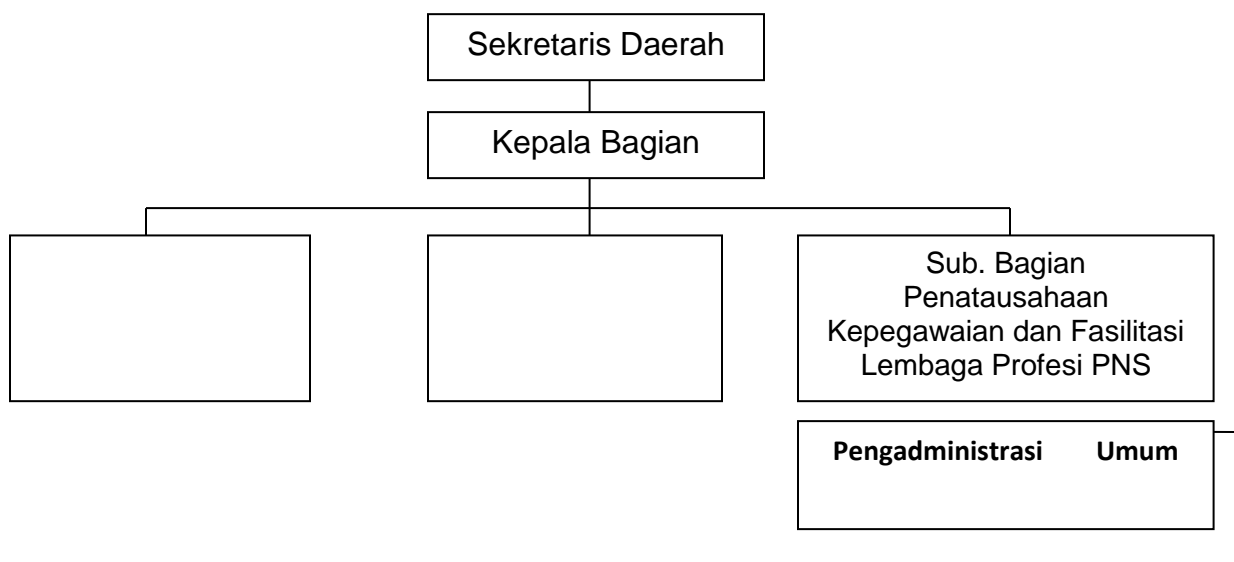 Sekretaris Daerah
Kepala Bagian
Sub. Bagian
Penatausahaan
Kepegawaian dan Fasilitasi
Lembaga Profesi PNS
Pengadministrasi Umum